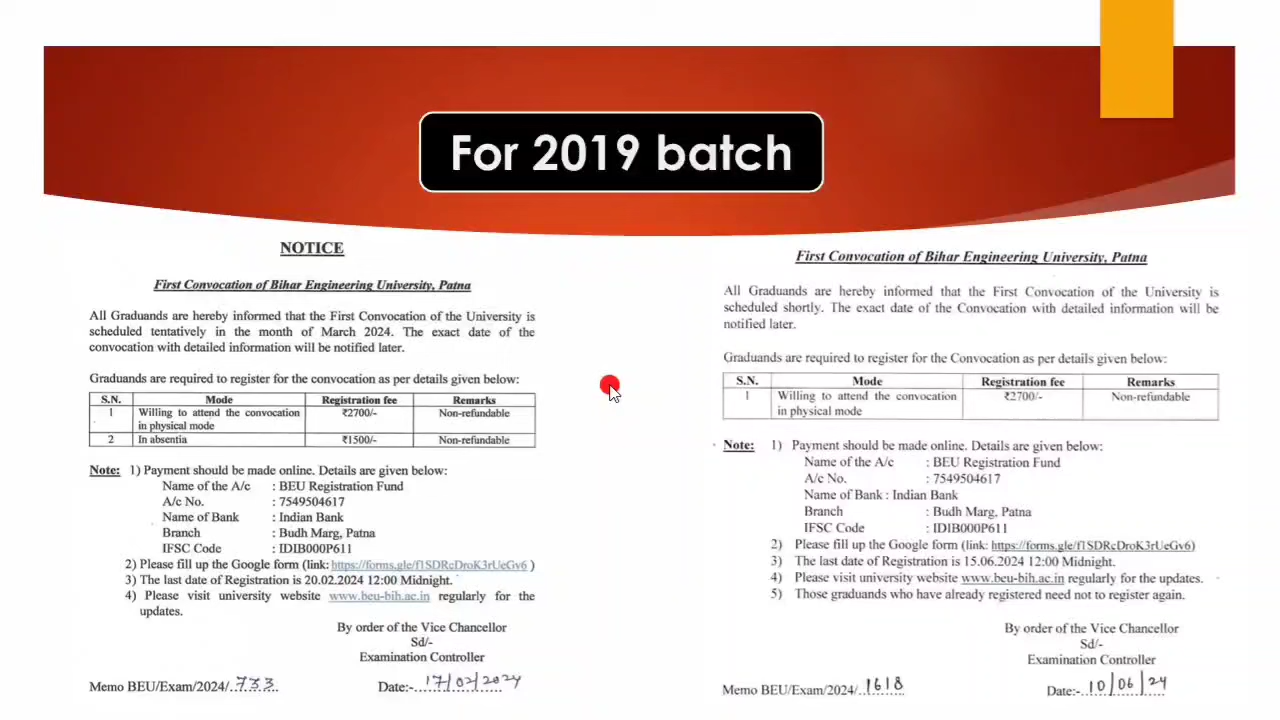 For 2019 batch
NOTICE
First Convocation of Bihar Engineering University, Patna
All Graduands are hereby informed that the First Convocation of the University is
scheduled tentatively in the month of March 2024. The exact date of the
convocation with detailed information will be notified later.
Graduands are required to register for the convocation as per details given below:
S.N. Mode Registration fee Remarks
1 Willing to attend the convocation ₹2700/- Non-refundable
in physical mode
2 In absentia ₹1500/- Non-refundable
Note: 1) Payment should be made online. Details are given below:
Name of the A/c : BEU Registration Fund
A/c No. : 7549504617
Name of Bank : Indian Bank
Branch : Budh Marg, Patna
IFSC Code : IDIB000P611
2) Please fill up the Google form (link: https://forms.gle/f1SDRcDroK3rUeGv6 )
3) The last date of Registration is 20.02.2024 12:00 Midnight.
4) Please visit university website www.beu-bih.ac.in regularly for the
updates.
By order of the Vice Chancellor
Sd/-
Examination Controller
Memo BEU/Exam/2024/..733... Date:-..17/02/2024
First Convocation of Bihar Engineering University, Patna
All Graduands are hereby informed that the First Convocation of the University is
scheduled shortly. The exact date of the Convocation with detailed information will be
notified later.
Graduands are required to register for the Convocation as per details given below:
S.N. Mode Registration fee Remarks
1 Willing to attend the convocation ₹2700/- Non-refundable
in physical mode
Note: 1) Payment should be made online. Details are given below:
Name of the A/c : BEU Registration Fund
A/c No. : 7549504617
Name of Bank : Indian Bank
Branch : Budh Marg, Patna
IFSC Code : IDIB000P611
2) Please fill up the Google form (link: https://forms.gle/f1SDRcDroK3rUeGv6)
3) The last date of Registration is 15.06.2024 12:00 Midnight.
4) Please visit university website www.beu-bih.ac.in regularly for the updates.
5) Those graduands who have already registered need not to register again.
By order of the Vice Chancellor
Sd/-
Examination Controller
Memo BEU/Exam/2024/..1618 Date:-..10/06/24